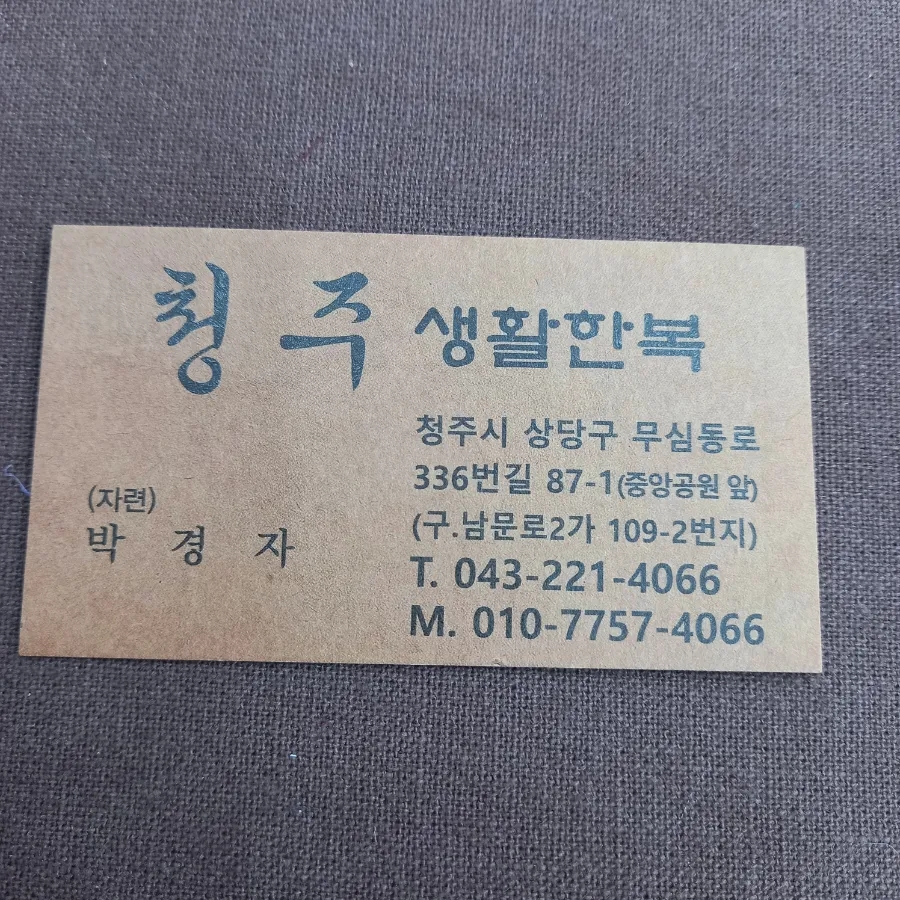 청주 생활한복
(자련)
박 경 자
청주시 상당구 무심동로
336번길 87-1(중앙공원 앞)
(구.남문로2가 109-2번지)
T. 043-221-4066
M. 010-7757-4066